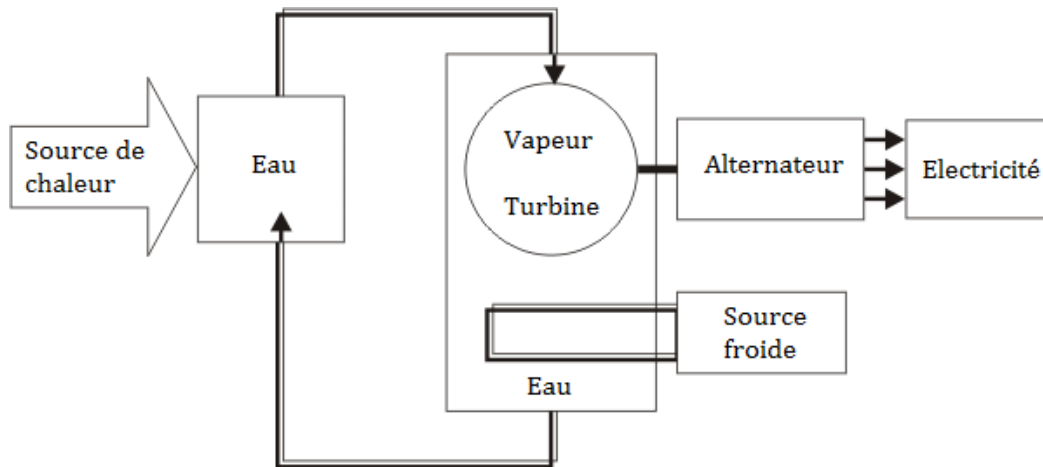 Source de
chaleur
Eau
Vapeur
Turbine
Alternateur
Electricité
Source
froide
Eau